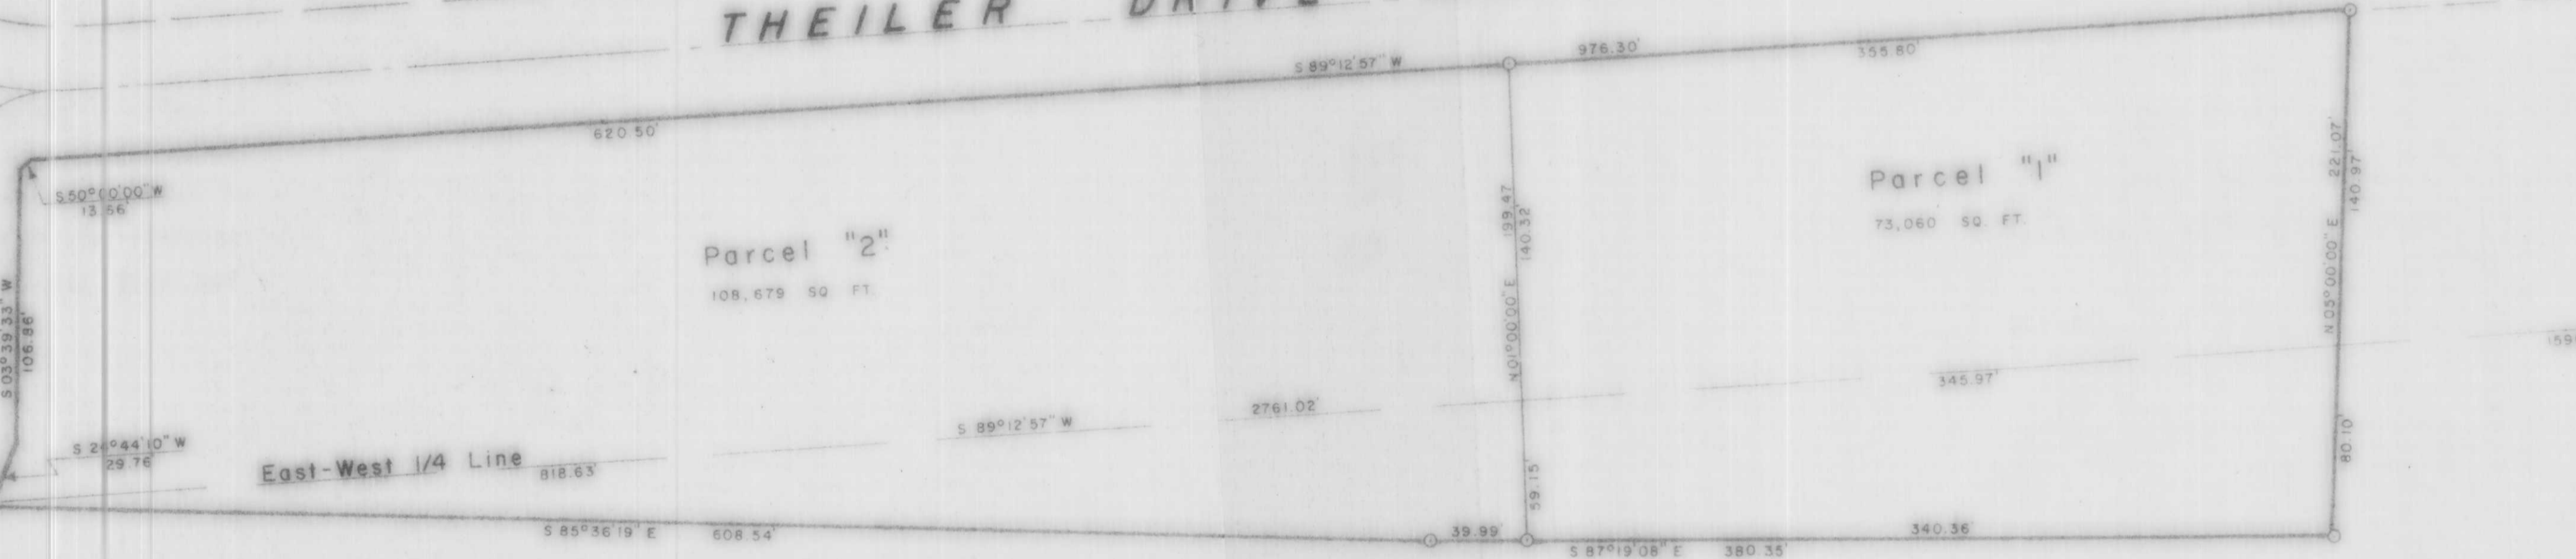 THEILER DRIVE
S 89°12'57" W
976.30'
355.80'
620.50'
S 50°00'00" W
13.56'
Parcel "1"
73,060 SQ. FT.
Parcel "2"
108,679 SQ. FT.
N 01°00'00" E 199.47
140.32'
N 05°00'00" E 221.07'
140.97'
S 03°39'33" W
106.86'
345.97'
2761.02'
S 89°12'57" W
S 26°44'10" W
29.76'
East-West 1/4 Line
818.63'
59.15'
80.10'
S 85°36'19" E 608.54'
39.99'
340.36'
S 87°19'08" E 380.35'